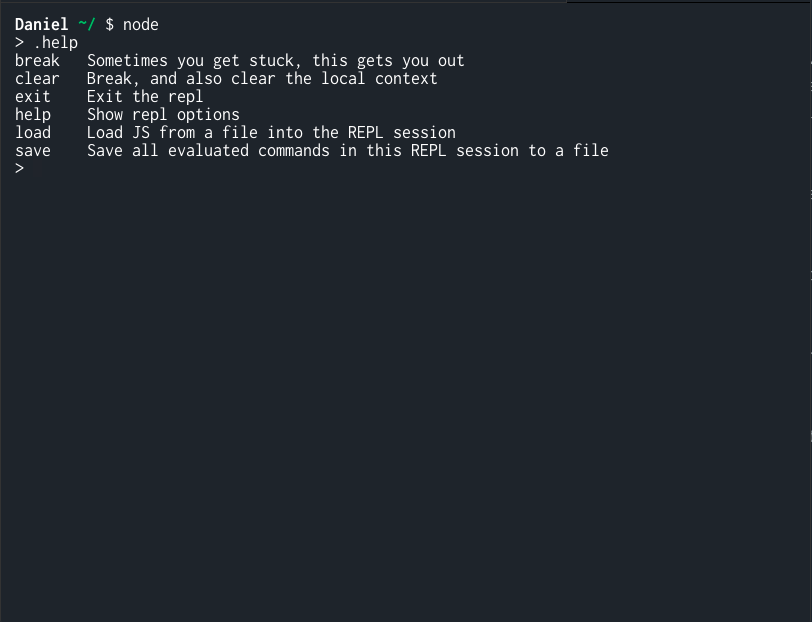 Daniel ~/ $ node
> .help
break   Sometimes you get stuck, this gets you out
clear   Break, and also clear the local context
exit    Exit the repl
help    Show repl options
load    Load JS from a file into the REPL session
save    Save all evaluated commands in this REPL session to a file
>